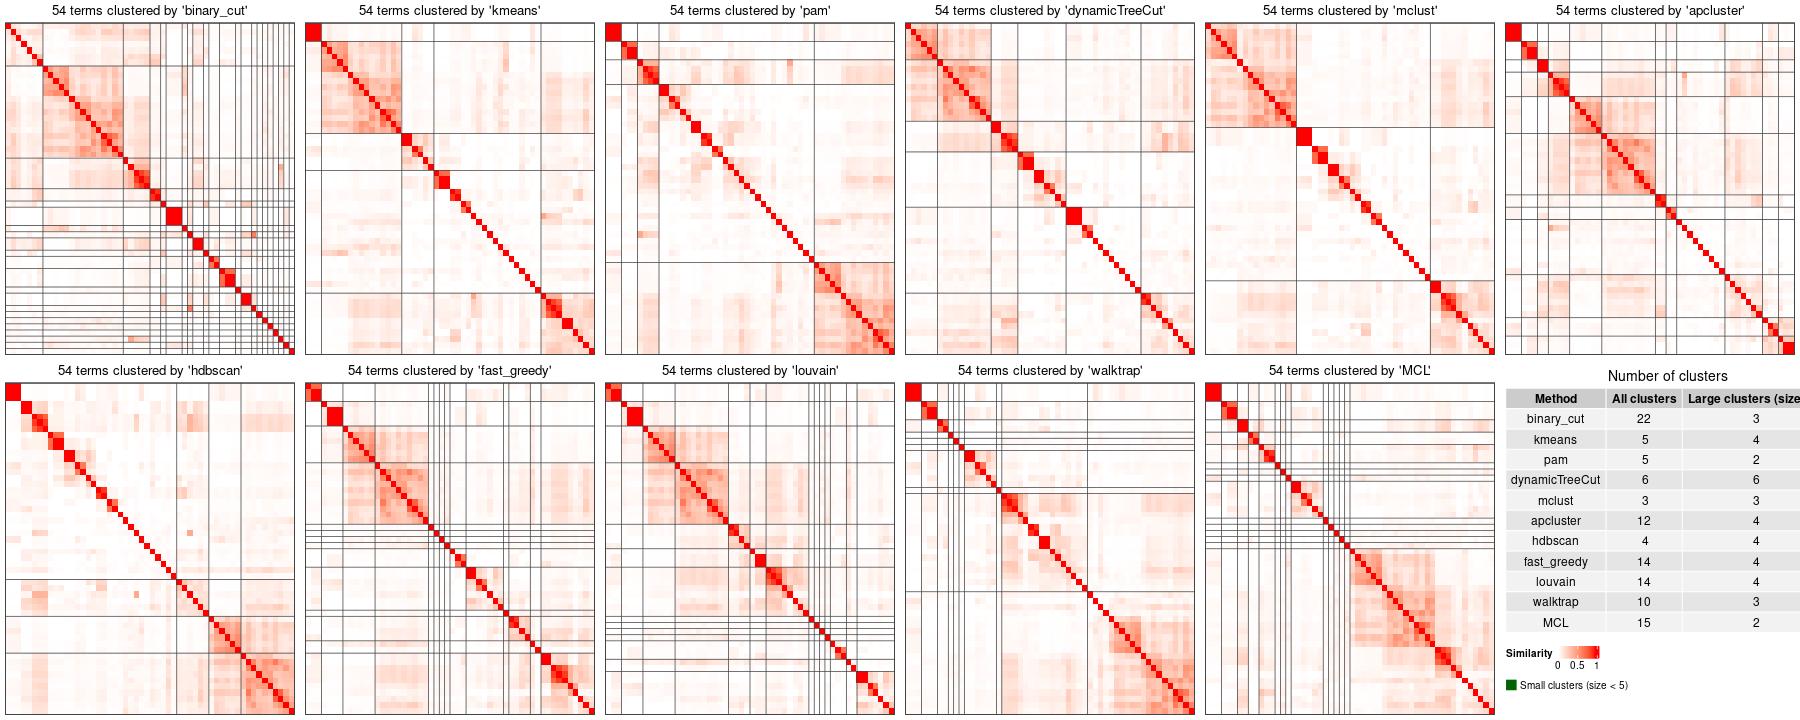 54 terms clustered by 'binary_cut'
54 terms clustered by 'kmeans'
54 terms clustered by 'pam'
54 terms clustered by 'dynamicTreeCut'
54 terms clustered by 'mclust'
54 terms clustered by 'apcluster'
54 terms clustered by 'hdbscan'
54 terms clustered by 'fast_greedy'
54 terms clustered by 'louvain'
54 terms clustered by 'walktrap'
54 terms clustered by 'MCL'
Number of clusters
Method All clusters Large clusters (size
binary_cut 22 3
kmeans 5 4
pam 5 2
dynamicTreeCut 6 6
mclust 3 3
apcluster 12 4
hdbscan 4 4
fast_greedy 14 4
louvain 14 4
walktrap 10 3
MCL 15 2
Similarity
0 0.5 1
Small clusters (size < 5)